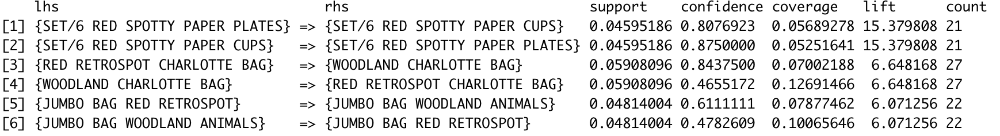 lhs rhs support confidence coverage lift count
[1] {SET/6 RED SPOTTY PAPER PLATES} => {SET/6 RED SPOTTY PAPER CUPS} 0.04595186 0.8076923 0.05689278 15.379808 21
[2] {SET/6 RED SPOTTY PAPER CUPS} => {SET/6 RED SPOTTY PAPER PLATES} 0.04595186 0.8750000 0.05251641 15.379808 21
[3] {RED RETROSPOT CHARLOTTE BAG} => {WOODLAND CHARLOTTE BAG} 0.05908096 0.8437500 0.07002188 6.648168 27
[4] {WOODLAND CHARLOTTE BAG} => {RED RETROSPOT CHARLOTTE BAG} 0.05908096 0.4655172 0.12691466 6.648168 27
[5] {JUMBO BAG RED RETROSPOT} => {JUMBO BAG WOODLAND ANIMALS} 0.04814004 0.6111111 0.07877462 6.071256 22
[6] {JUMBO BAG WOODLAND ANIMALS} => {JUMBO BAG RED RETROSPOT} 0.04814004 0.4782609 0.10065646 6.071256 22